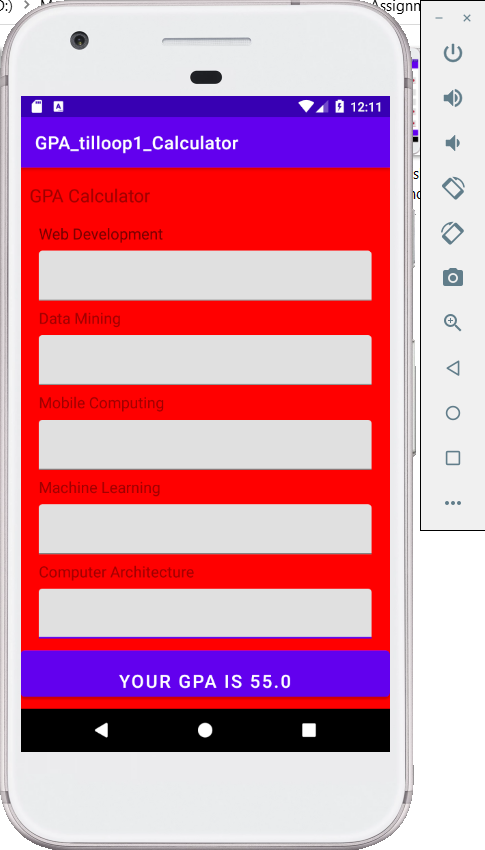 Assignm
12:11
GPA_tilloop1_Calculator
GPA Calculator
Web Development
Data Mining
Mobile Computing
Machine Learning
Computer Architecture
YOUR GPA IS 55.0